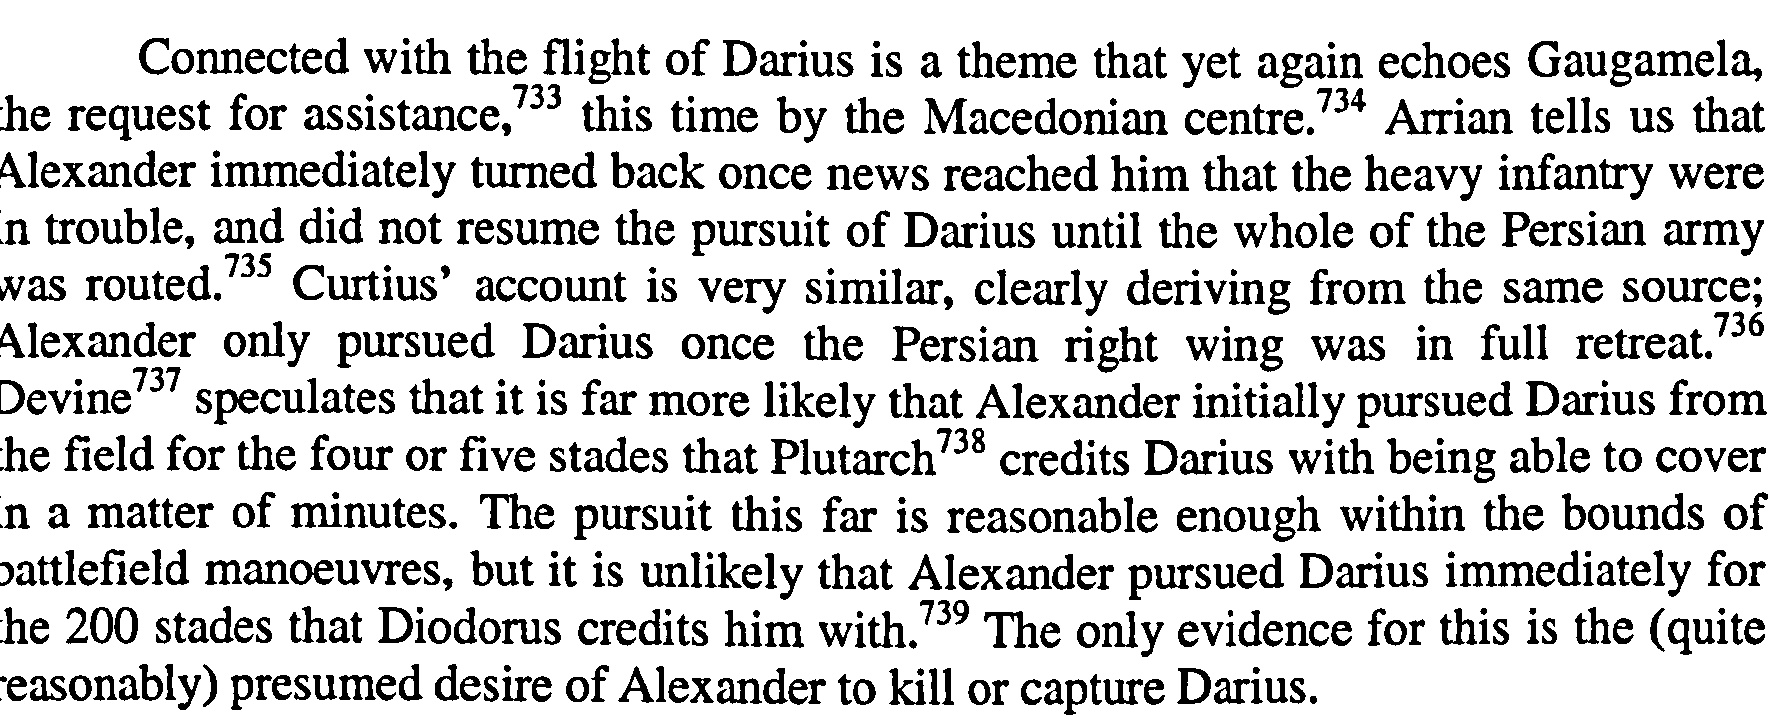 Connected with the flight of Darius is a theme that yet again echoes Gaugamela,
the request for assistance,733 this time by the Macedonian centre.734 Arrian tells us that
Alexander immediately turned back once news reached him that the heavy infantry were
in trouble, and did not resume the pursuit of Darius until the whole of the Persian army
was routed.735 Curtius’ account is very similar, clearly deriving from the same source;
Alexander only pursued Darius once the Persian right wing was in full retreat.736
Devine737 speculates that it is far more likely that Alexander initially pursued Darius from
the field for the four or five stades that Plutarch738 credits Darius with being able to cover
in a matter of minutes. The pursuit this far is reasonable enough within the bounds of
battlefield manoeuvres, but it is unlikely that Alexander pursued Darius immediately for
the 200 stades that Diodorus credits him with.739 The only evidence for this is the (quite
reasonably) presumed desire of Alexander to kill or capture Darius.